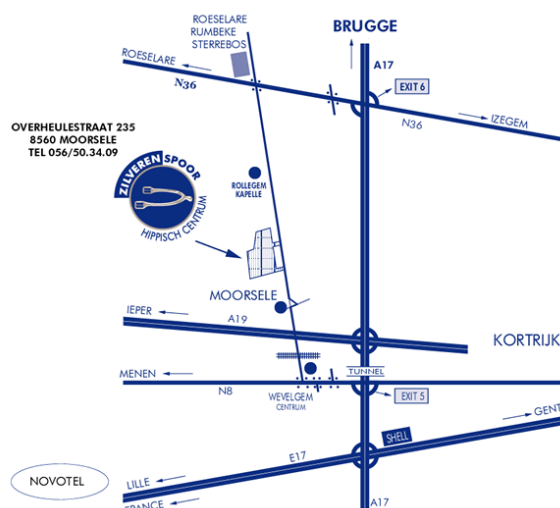 ROESELARE
RUMBEKE
STERREBOS
BRUGGE
ROESELARE
A17
N36
EXIT 6
N36
IZEGEM
OVERHEULESTRAAT 235
8560 MOORSELE
TEL 056/50.34.09
ZILVEREN SPOOR
HIPPISCH CENTRUM
ROLLEGEM
KAPELLE
MOORSELE
IEPER
A19
KORTRIJK
MENEN
TUNNEL
N8
WEVELGEM
CENTRUM
EXIT 5
GENT
SHELL
E17
NOVOTEL
LILLE
FRANCE
A17